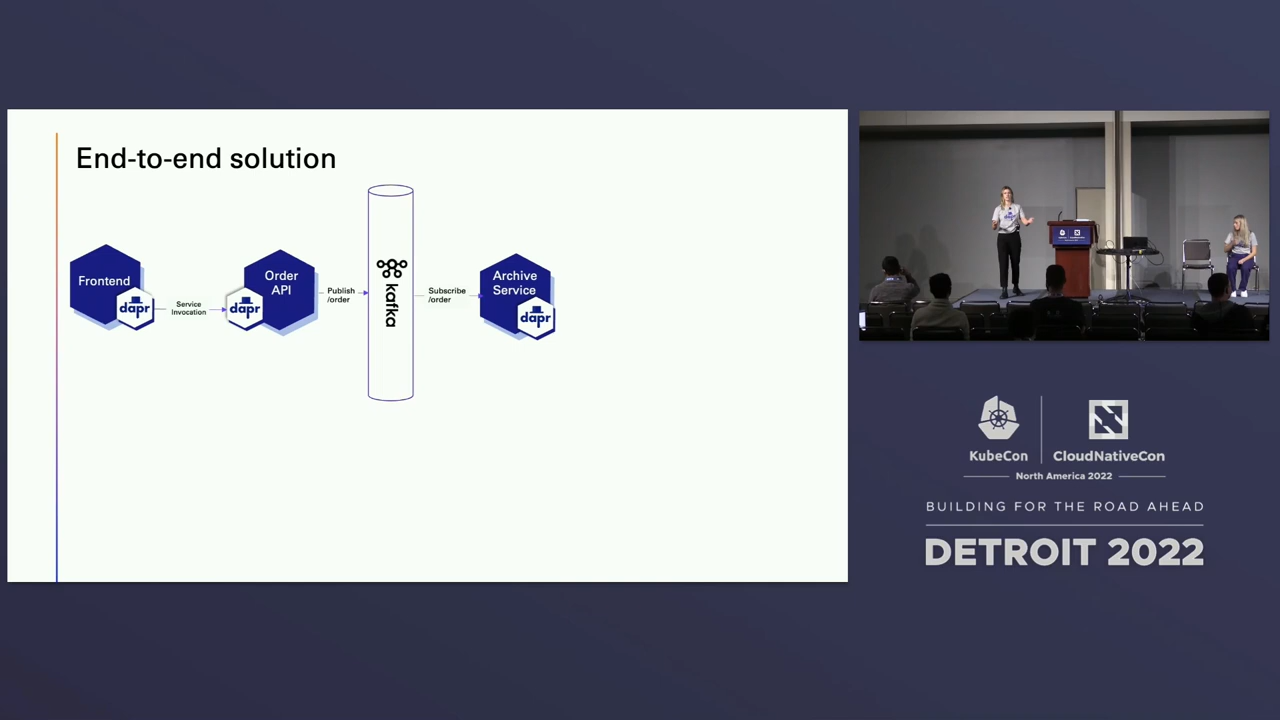 End-to-end solution
Frontend
dapr
Service
Invocation
dapr
Order
API
Publish
/order
kafka
Subscribe
/order
Archive
Service
dapr
KubeCon
CloudNativeCon
North America 2022
BUILDING FOR THE ROAD AHEAD
DETROIT 2022